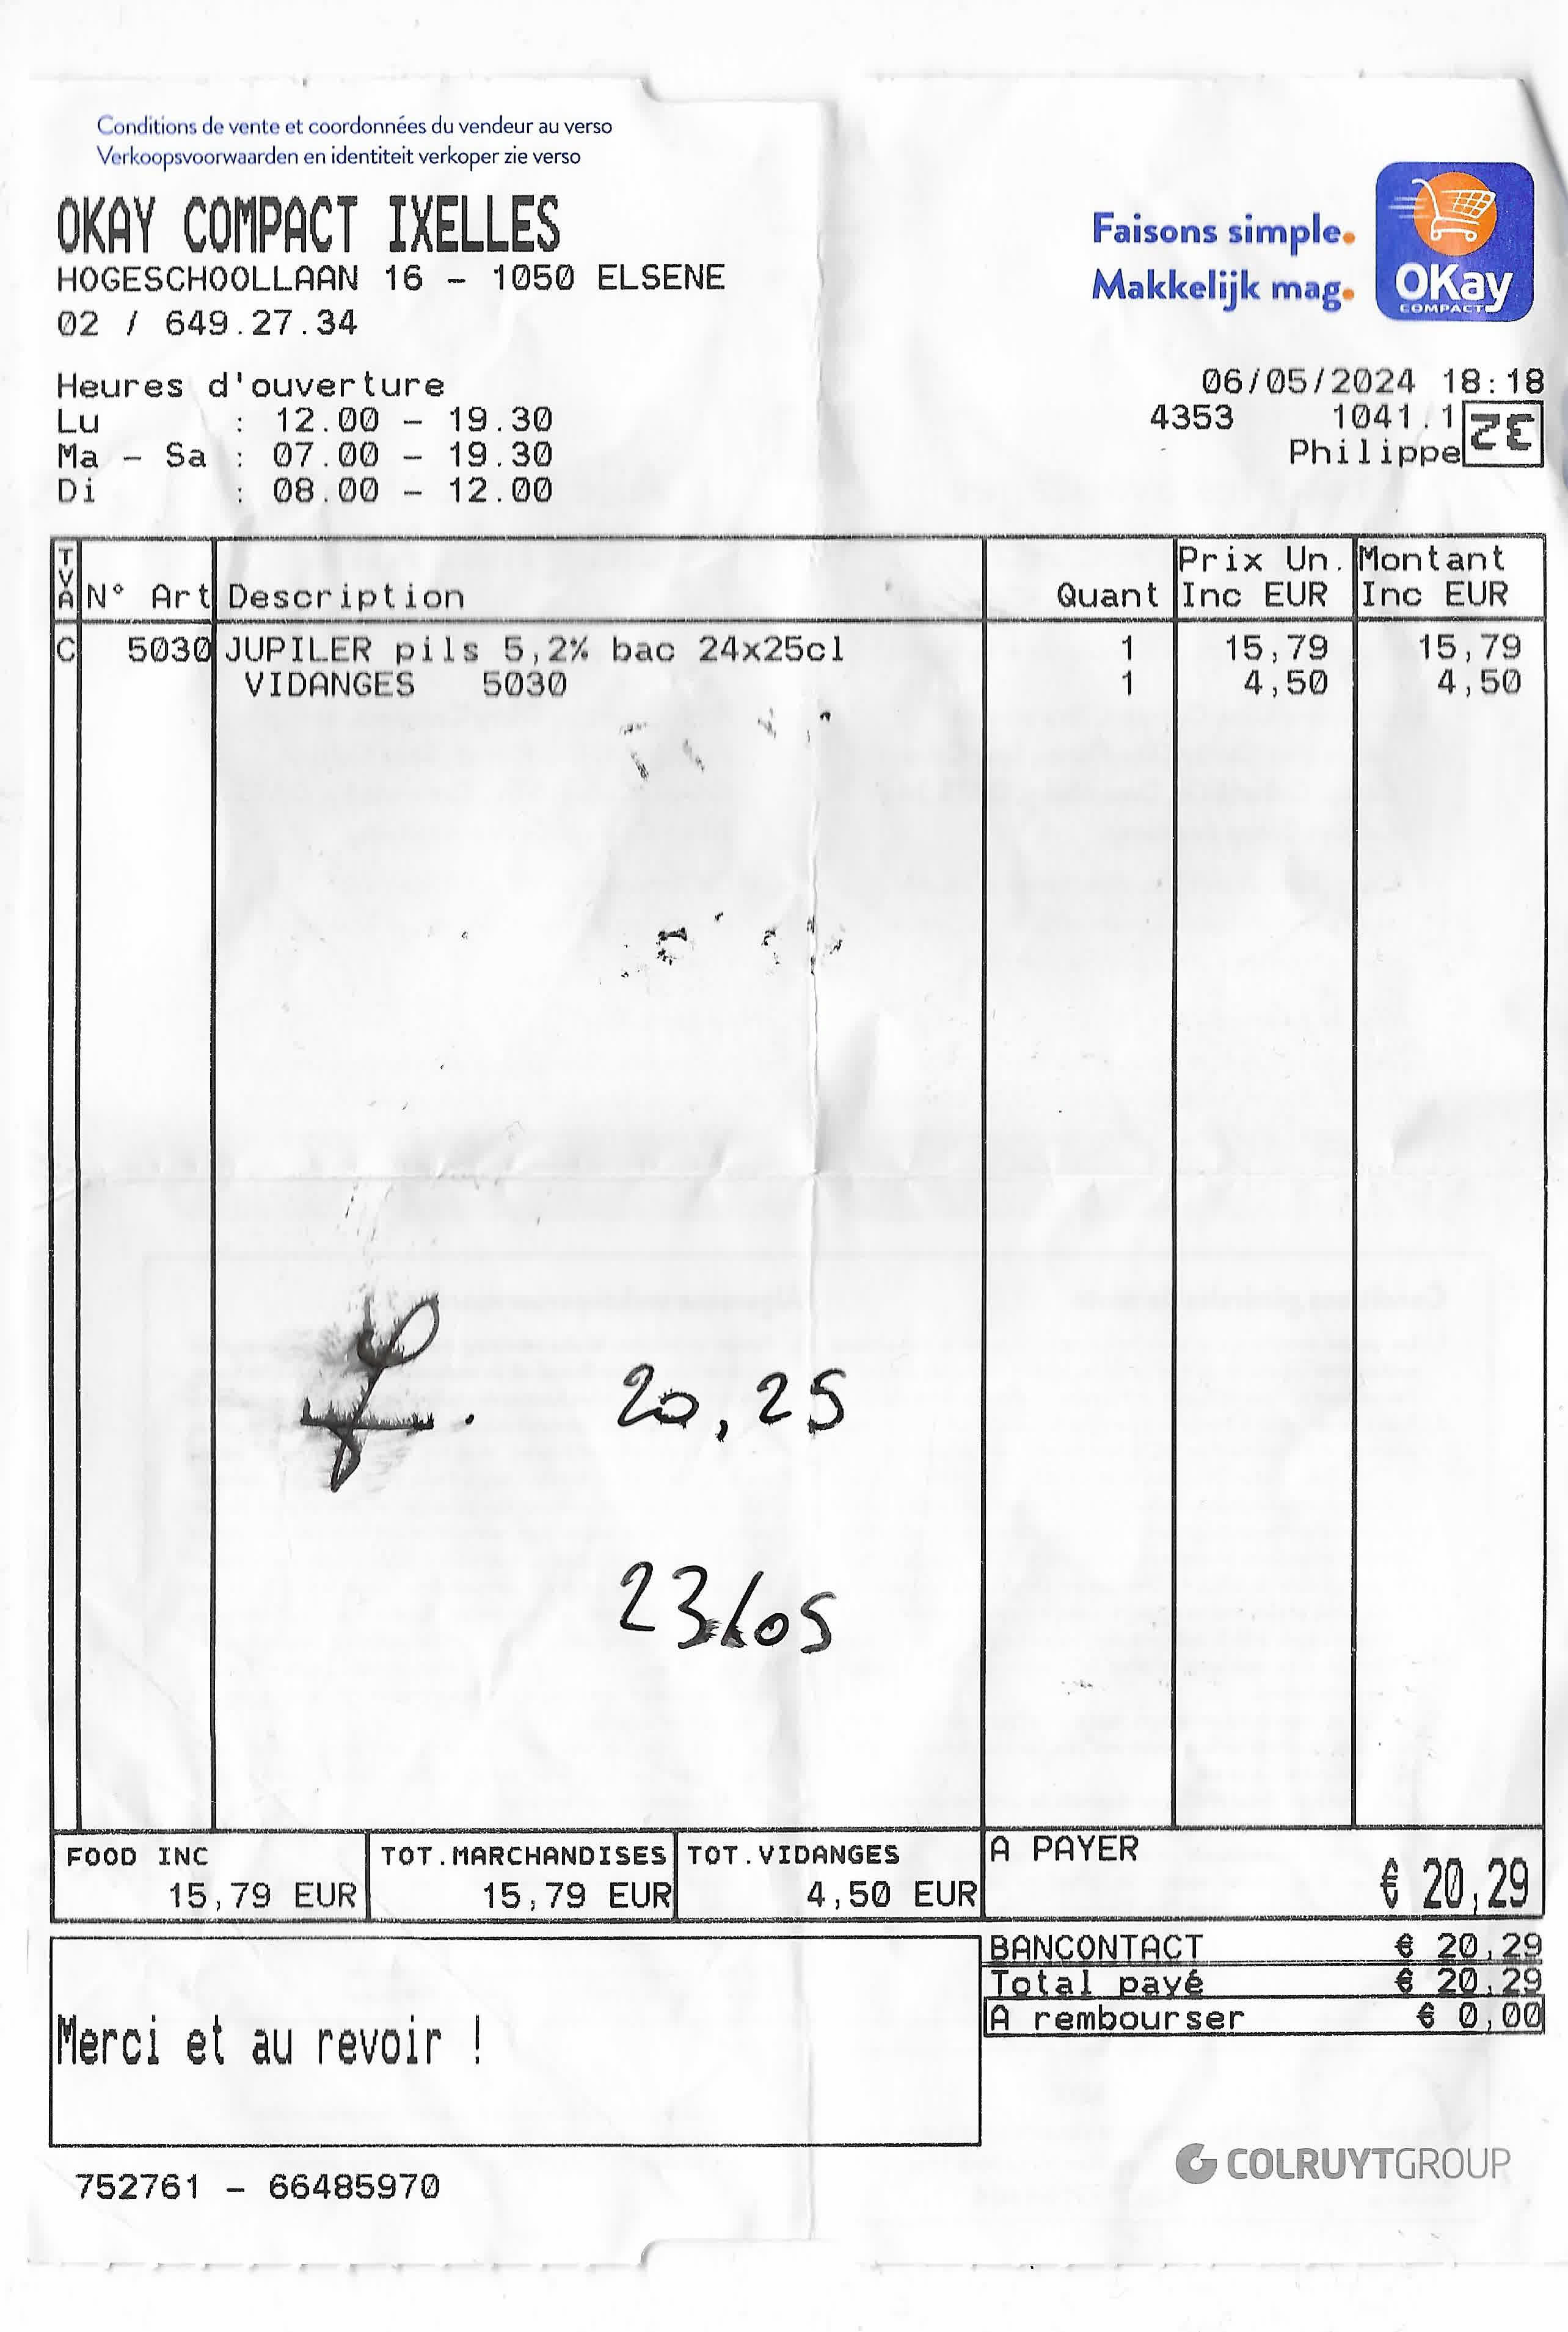 Conditions de vente et coordonnées du vendeur au verso
Verkoopsvoorwaarden en identiteit verkoper zie verso
OKAY COMPACT IXELLES
HOGESCHOOLLAAN 16 - 1050 ELSENE
02 / 649.27.34
Faisons simple.
Makkelijk mag.
OKay
COMPACT
Heures d'ouverture
Lu : 12.00 - 19.30
Ma - Sa : 07.00 - 19.30
Di : 08.00 - 12.00
06/05/2024 18:18
4353 1041.1
Philippe
TVA N° Art Description Quant Prix Un. Inc EUR Montant Inc EUR
C 5030 JUPILER pils 5,2% bac 24x25cl 1 15,79 15,79
VIDANGES 5030 1 4,50 4,50
20,25
23/05
FOOD INC TOT.MARCHANDISES TOT.VIDANGES A PAYER
15,79 EUR 15,79 EUR 4,50 EUR € 20,29
BANCONTACT € 20,29
Total payé € 20,29
A rembourser € 0,00
Merci et au revoir !
752761 - 66485970
COLRUYTGROUP